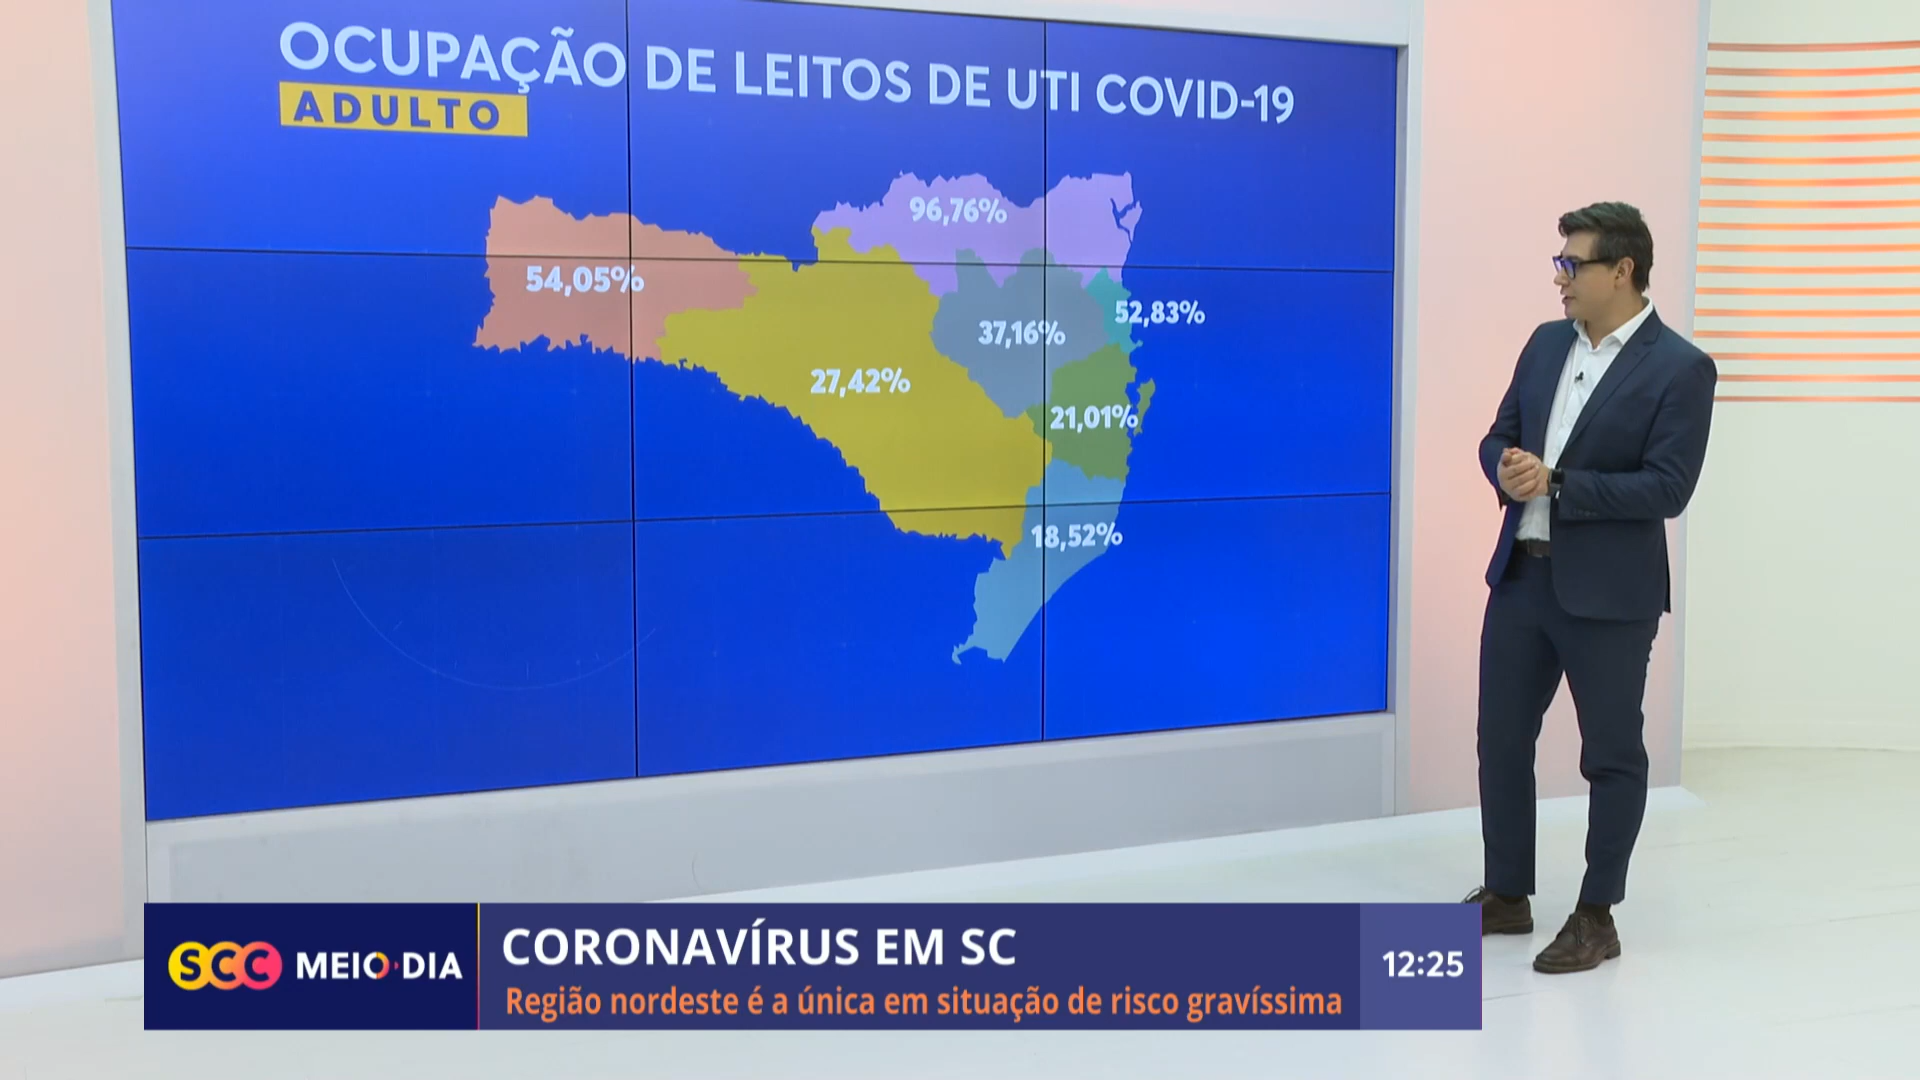 OCUPAÇÃO DE LEITOS DE UTI COVID-19
ADULTO
96,76%
54,05%
52,83%
37,16%
27,42%
21,01%
18,52%
SCC MEIO DIA
CORONAVÍRUS EM SC
12:25
Região nordeste é a única em situação de risco gravíssima